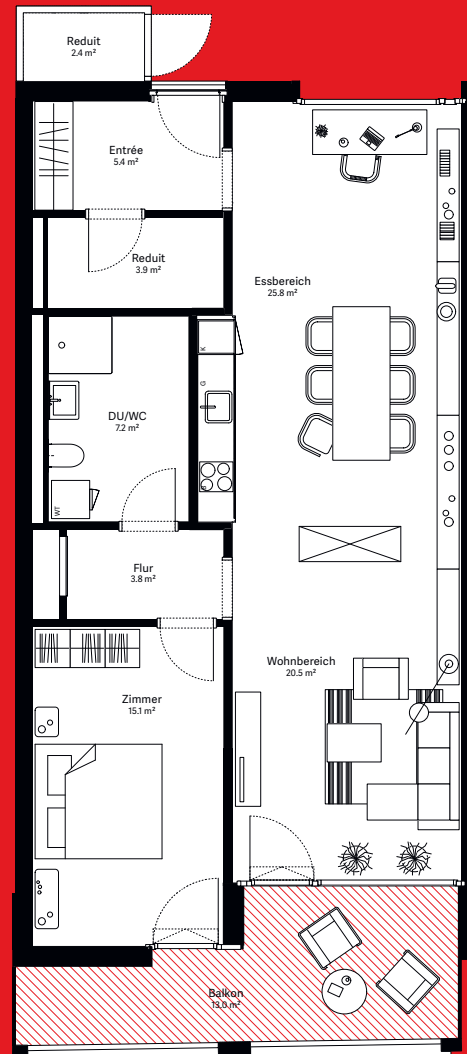 Reduit
2.4 m²
Entrée
5.4 m²
Reduit
3.9 m²
Essbereich
25.8 m²
K
G
DU/WC
7.2 m²
WT
Flur
3.8 m²
Wohnbereich
20.5 m²
Zimmer
15.1 m²
Balkon
13.0 m²